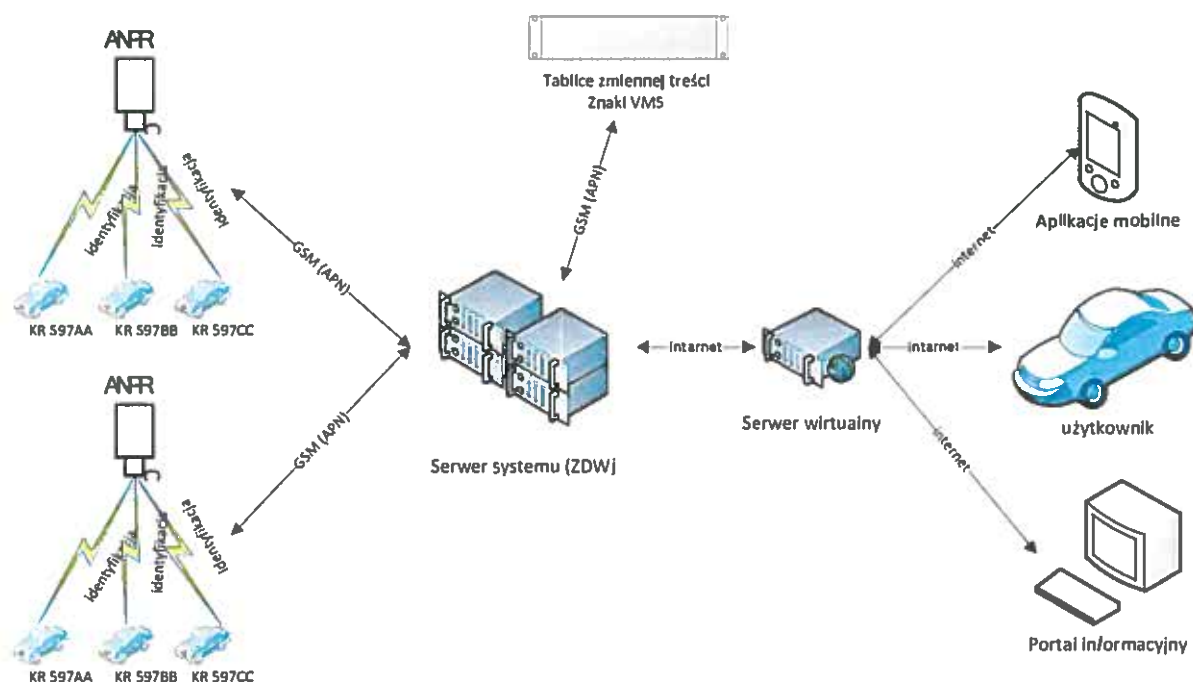 ANPR
Tablice zmiennej treści
Znaki VMS
identyfikacja
identyfikacja
identyfikacja
GSM (APN)
GSM (APN)
KR 597AA
KR 597BB
KR 597CC
Aplikacje mobilne
internet
ANPR
internet
internet
GSM (APN)
Serwer wirtualny
użytkownik
internet
Serwer systemu (ZDW)
identyfikacja
identyfikacja
identyfikacja
Portal informacyjny
KR 597AA
KR 597BB
KR 597CC